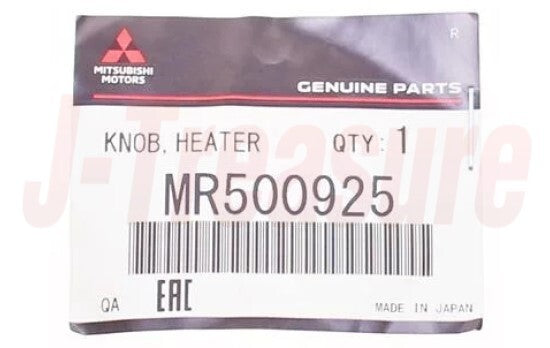 R
MITSUBISHI
MOTORS
GENUINE PARTS
KNOB, HEATER QTY: 1
MR500925
J-Treasure
QA EAC MADE IN JAPAN